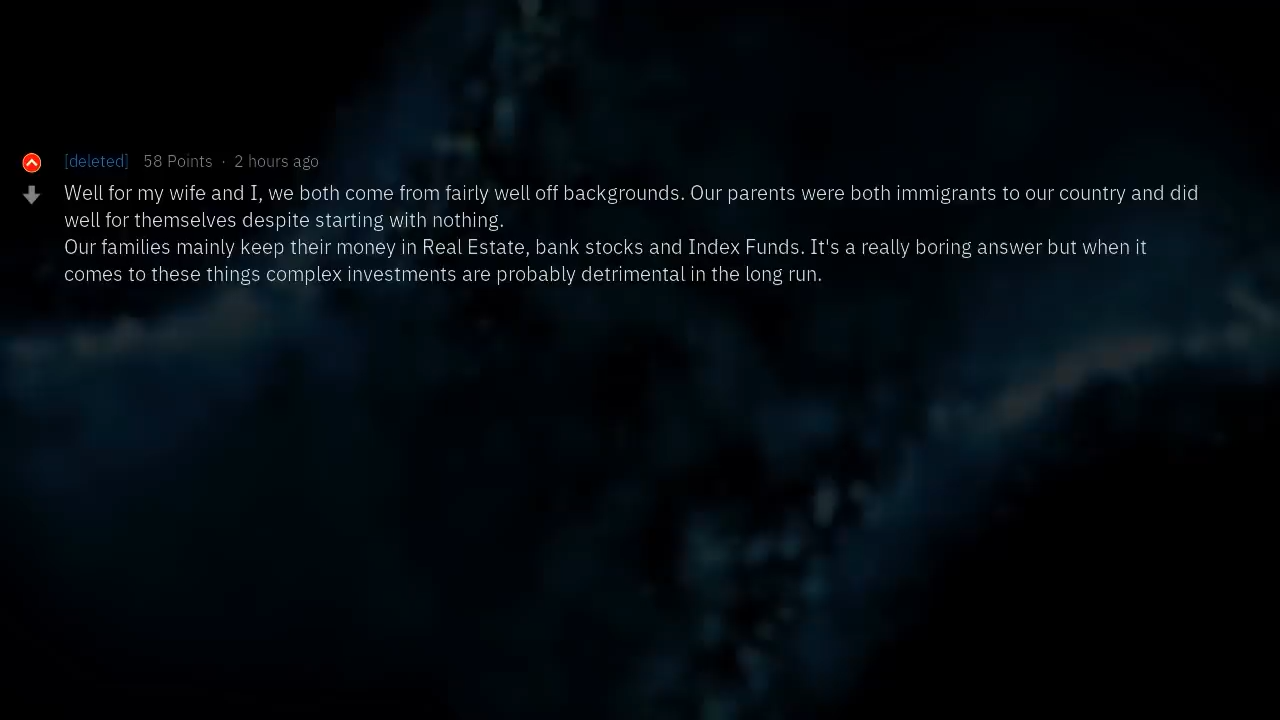 [deleted] 58 Points · 2 hours ago
Well for my wife and I, we both come from fairly well off backgrounds. Our parents were both immigrants to our country and did
well for themselves despite starting with nothing.
Our families mainly keep their money in Real Estate, bank stocks and Index Funds. It's a really boring answer but when it
comes to these things complex investments are probably detrimental in the long run.